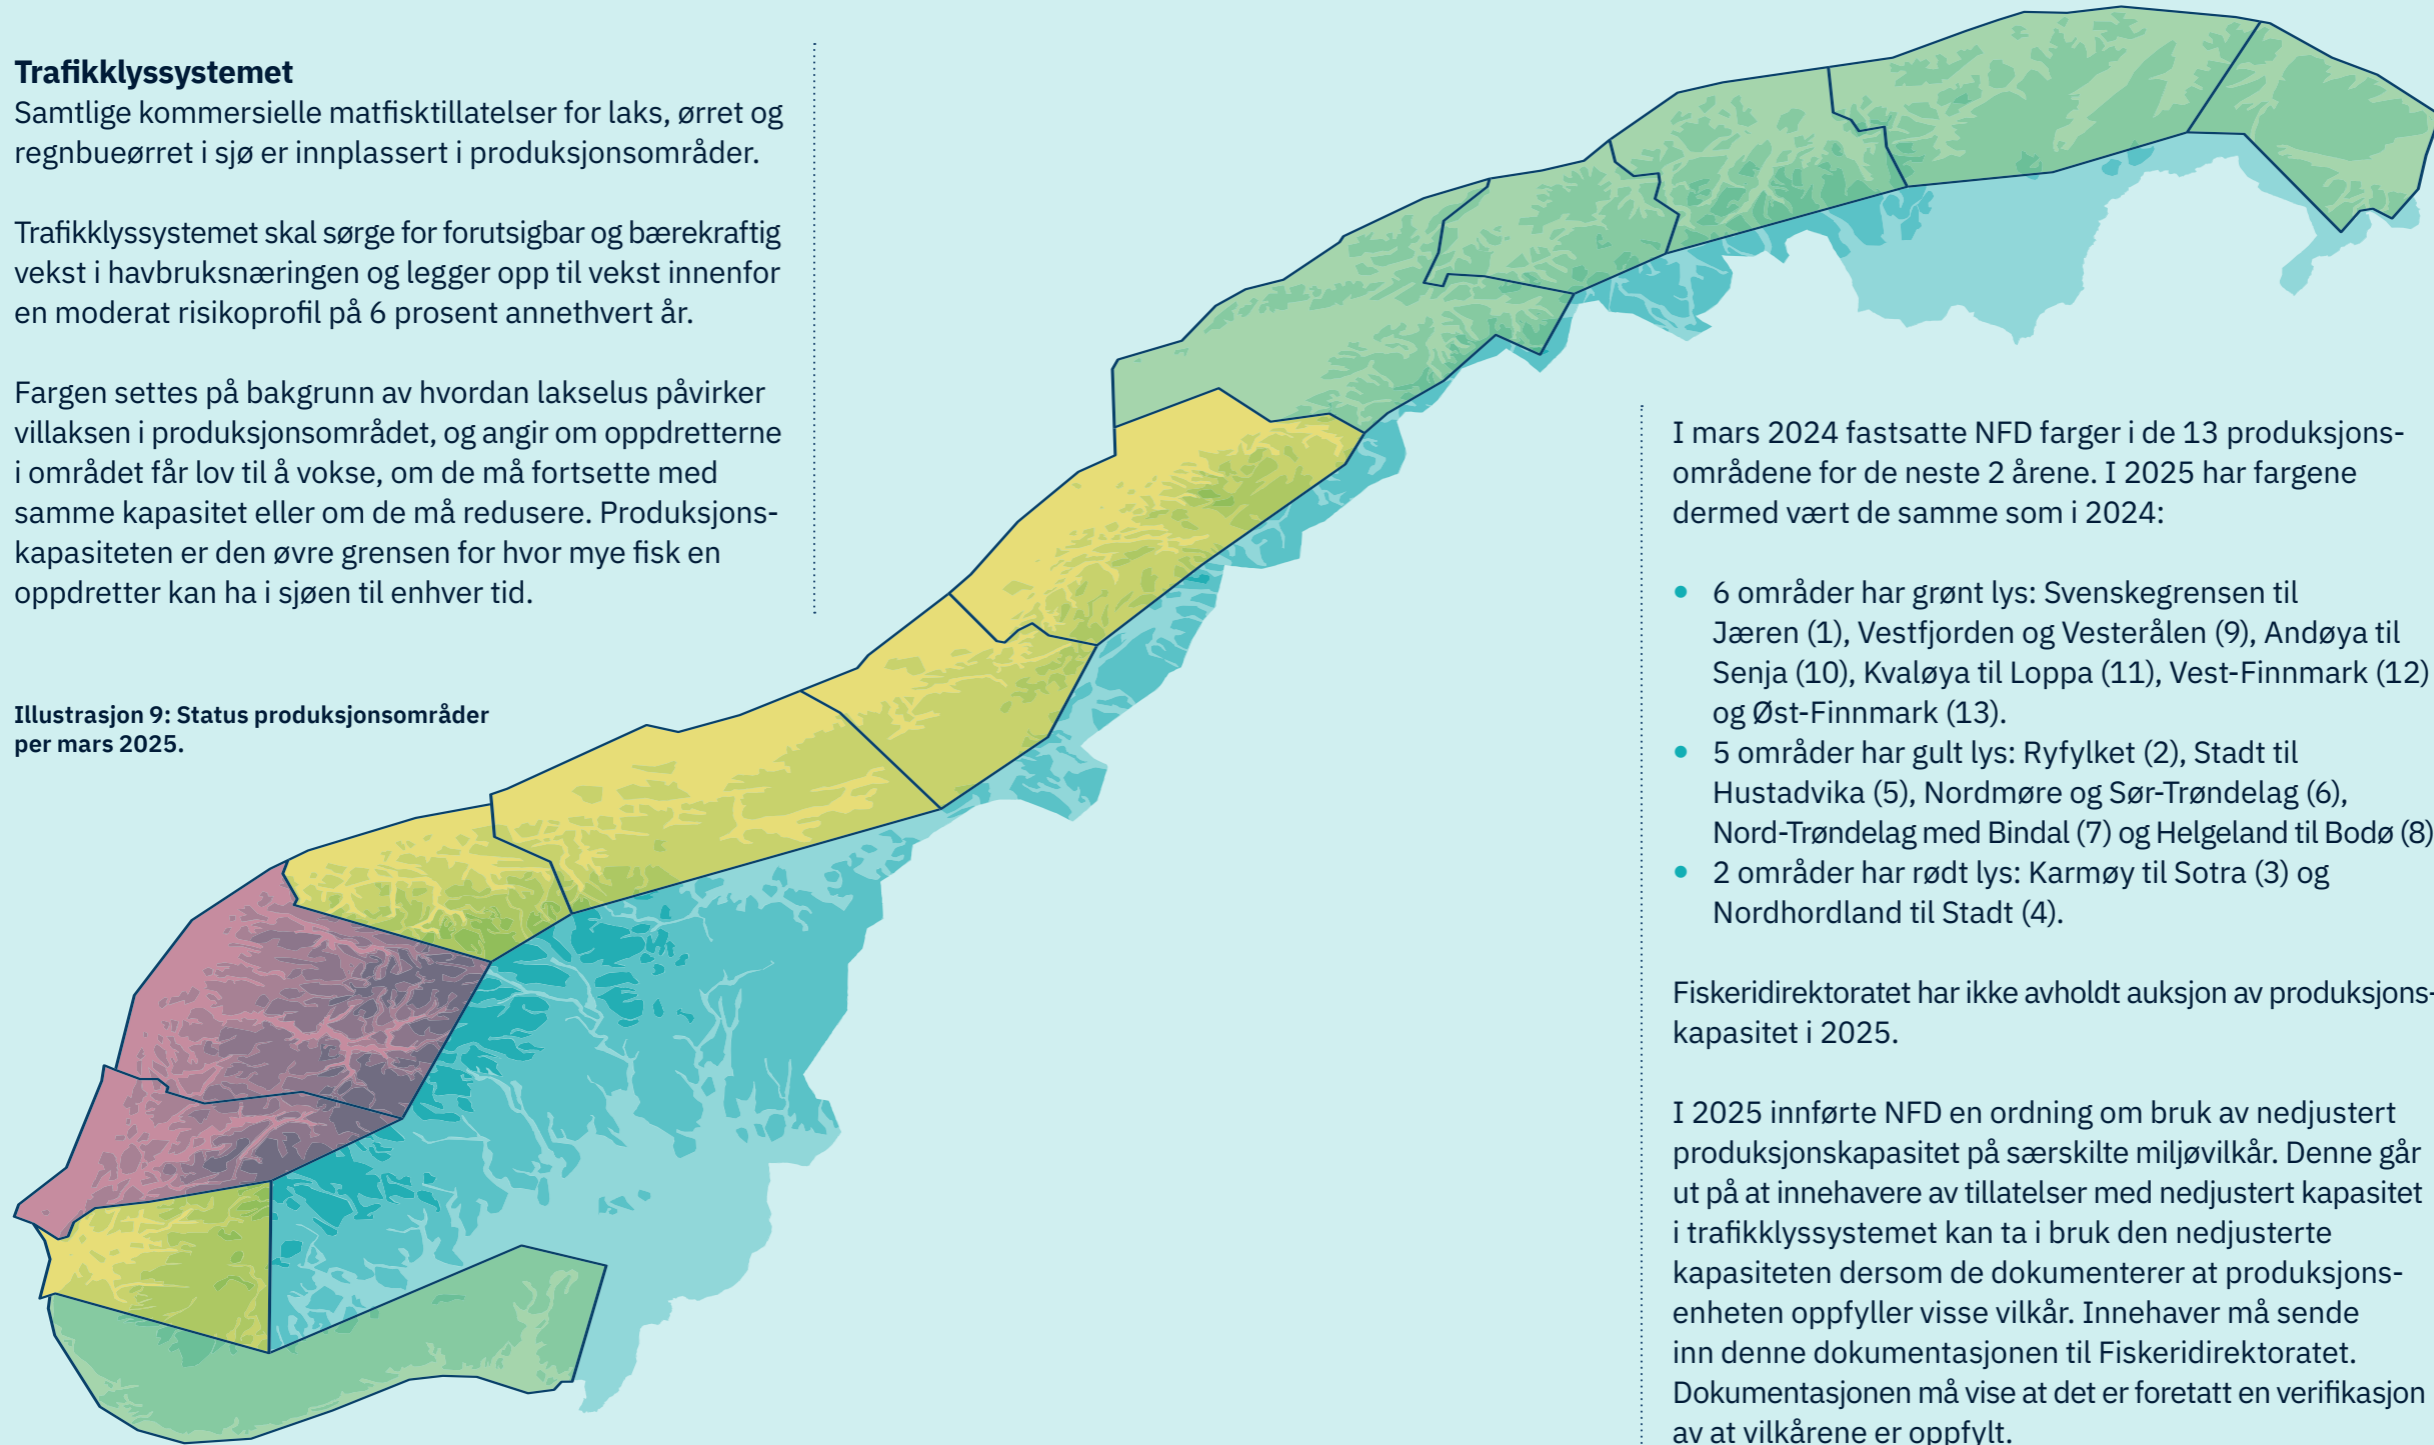 Trafikklyssystemet
Samtlige kommersielle matfisktillatelser for laks, ørret og
regnbueørret i sjø er innplassert i produksjonsområder.
Trafikklyssystemet skal sørge for forutsigbar og bærekraftig
vekst i havbruksnæringen og legger opp til vekst innenfor
en moderat risikoprofil på 6 prosent annethvert år.
Fargen settes på bakgrunn av hvordan lakselus påvirker
villaksen i produksjonsområdet, og angir om oppdretterne
i området får lov til å vokse, om de må fortsette med
samme kapasitet eller om de må redusere. Produksjons-
kapasiteten er den øvre grensen for hvor mye fisk en
oppdretter kan ha i sjøen til enhver tid.
Illustrasjon 9: Status produksjonsområder
per mars 2025.
I mars 2024 fastsatte NFD farger i de 13 produksjons-
områdene for de neste 2 årene. I 2025 har fargene
dermed vært de samme som i 2024:
• 6 områder har grønt lys: Svenskegrensen til
Jæren (1), Vestfjorden og Vesterålen (9), Andøya til
Senja (10), Kvaløya til Loppa (11), Vest-Finnmark (12)
og Øst-Finnmark (13).
• 5 områder har gult lys: Ryfylket (2), Stadt til
Hustadvika (5), Nordmøre og Sør-Trøndelag (6),
Nord-Trøndelag med Bindal (7) og Helgeland til Bodø (8)
• 2 områder har rødt lys: Karmøy til Sotra (3) og
Nordhordland til Stadt (4).
Fiskeridirektoratet har ikke avholdt auksjon av produksjons-
kapasitet i 2025.
I 2025 innførte NFD en ordning om bruk av nedjustert
produksjonskapasitet på særskilte miljøvilkår. Denne går
ut på at innehavere av tillatelser med nedjustert kapasitet
i trafikklyssystemet kan ta i bruk den nedjusterte
kapasiteten dersom de dokumenterer at produksjons-
enheten oppfyller visse vilkår. Innehaver må sende
inn denne dokumentasjonen til Fiskeridirektoratet.
Dokumentasjonen må vise at det er foretatt en verifikasjon
av at vilkårene er oppfylt.